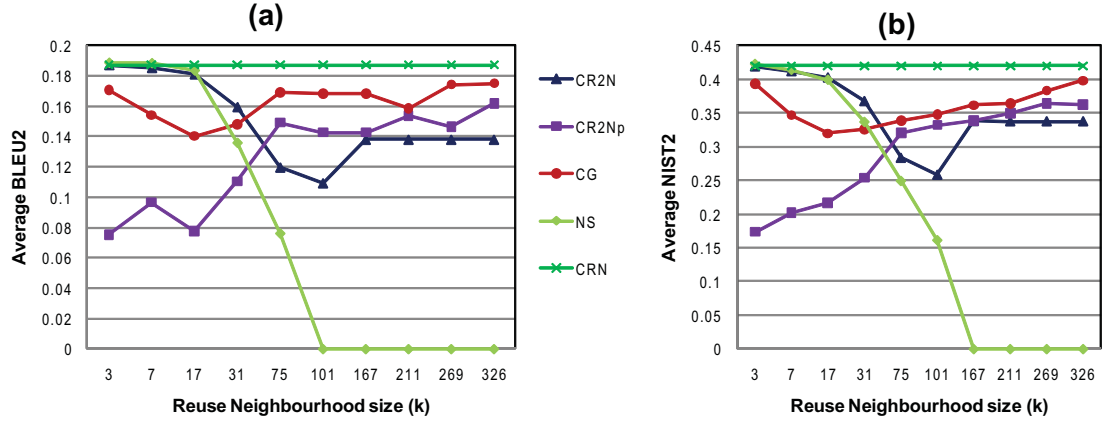 (a)
Average BLEU2
0.2
0.18
0.16
0.14
0.12
0.1
0.08
0.06
0.04
0.02
0
3 7 17 31 75 101 167 211 269 326
Reuse Neighbourhood size (k)
CR2N
CR2Np
CG
NS
CRN
(b)
Average NIST2
0.45
0.4
0.35
0.3
0.25
0.2
0.15
0.1
0.05
0
3 7 17 31 75 101 167 211 269 326
Reuse Neighbourhood size (k)